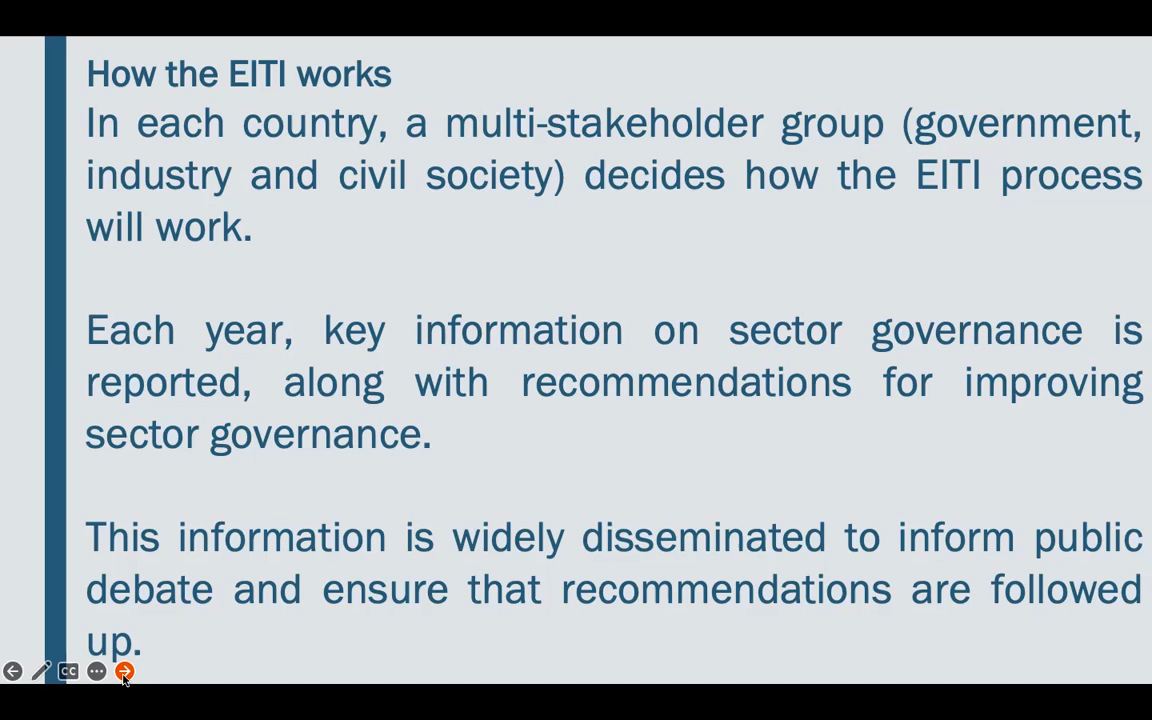 How the EITI works
In each country, a multi-stakeholder group (government,
industry and civil society) decides how the EITI process
will work.
Each year, key information on sector governance is
reported, along with recommendations for improving
sector governance.
This information is widely disseminated to inform public
debate and ensure that recommendations are followed
up.
CC